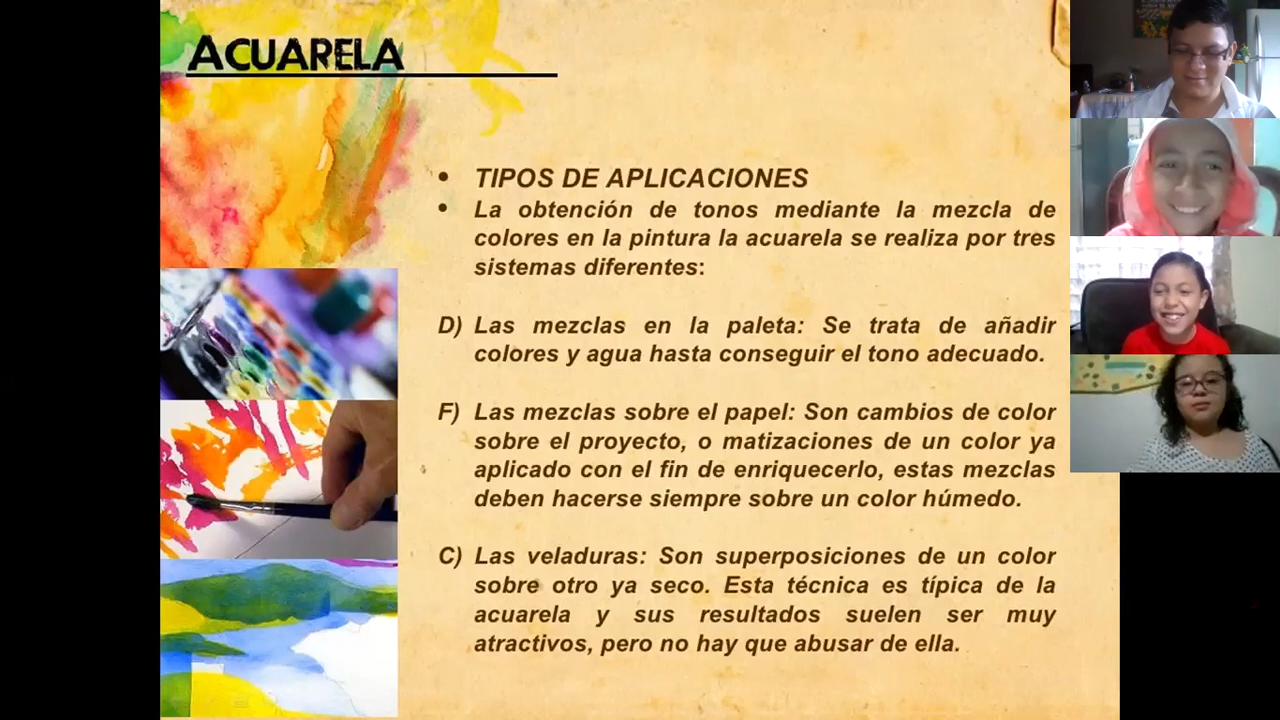 ACUARELA
• TIPOS DE APLICACIONES
• La obtención de tonos mediante la mezcla de
colores en la pintura la acuarela se realiza por tres
sistemas diferentes:
D) Las mezclas en la paleta: Se trata de añadir
colores y agua hasta conseguir el tono adecuado.
F) Las mezclas sobre el papel: Son cambios de color
sobre el proyecto, o matizaciones de un color ya
aplicado con el fin de enriquecerlo, estas mezclas
deben hacerse siempre sobre un color húmedo.
C) Las veladuras: Son superposiciones de un color
sobre otro ya seco. Esta técnica es típica de la
acuarela y sus resultados suelen ser muy
atractivos, pero no hay que abusar de ella.